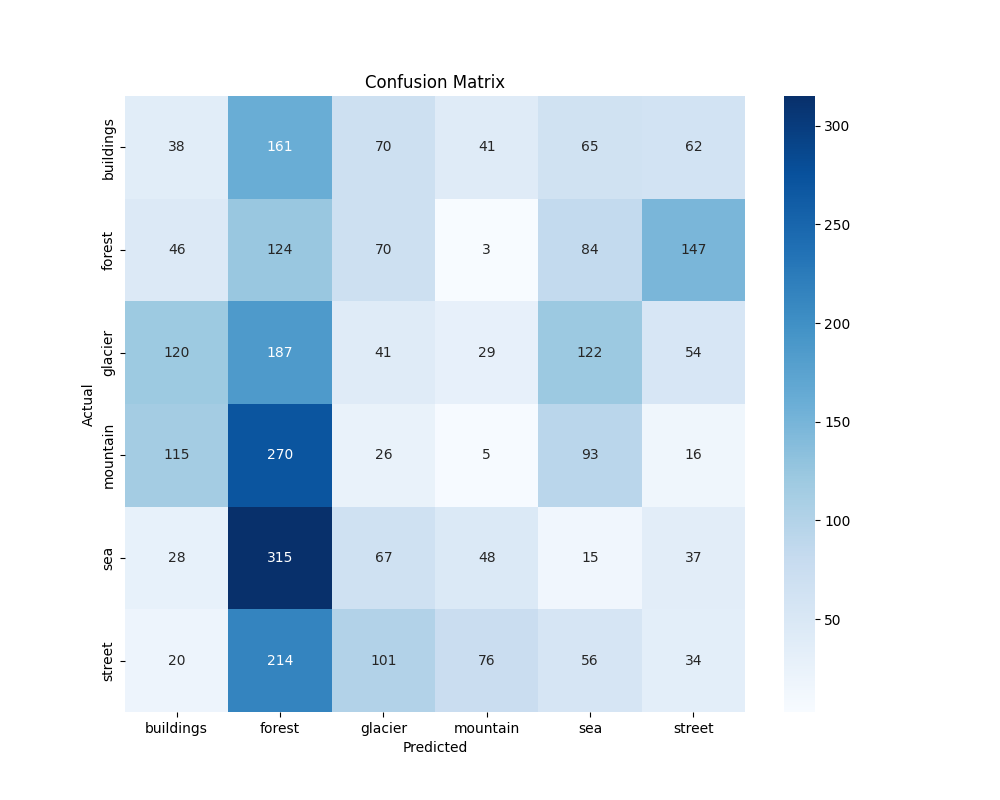 Confusion Matrix
buildings 38 161 70 41 65 62
forest 46 124 70 3 84 147
glacier 120 187 41 29 122 54
mountain 115 270 26 5 93 16
sea 28 315 67 48 15 37
street 20 214 101 76 56 34
Actual
buildings forest glacier mountain sea street
Predicted
300
250
200
150
100
50